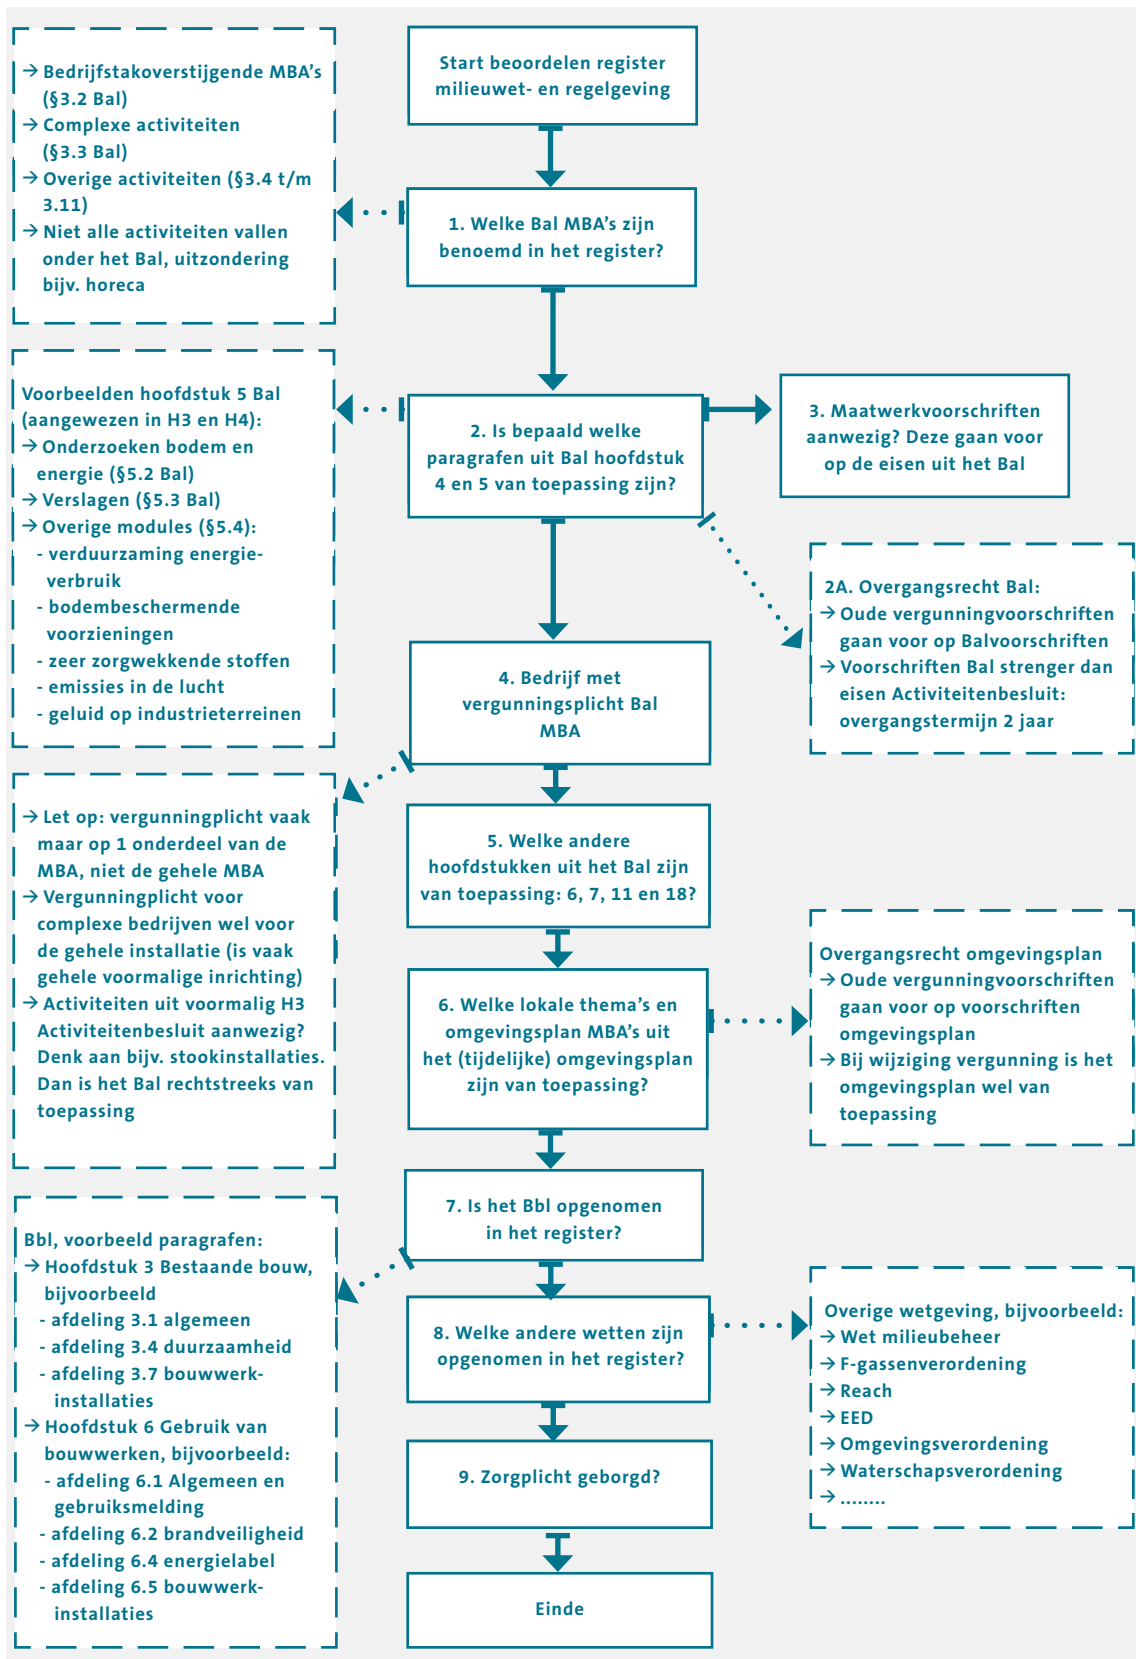 Start beoordelen register
milieuwet- en regelgeving
→ Bedrijfstakoverstijgende MBA's
(§3.2 Bal)
→ Complexe activiteiten
(§3.3 Bal)
→ Overige activiteiten (§3.4 t/m
3.11)
→ Niet alle activiteiten vallen
onder het Bal, uitzondering
bijv. horeca
1. Welke Bal MBA's zijn
benoemd in het register?
Voorbeelden hoofdstuk 5 Bal
(aangewezen in H3 en H4):
→ Onderzoeken bodem en
energie (§5.2 Bal)
→ Verslagen (§5.3 Bal)
→ Overige modules (§5.4):
- verduurzaming energie-
verbruik
- bodembeschermende
voorzieningen
- zeer zorgwekkende stoffen
- emissies in de lucht
- geluid op industrieterreinen
2. Is bepaald welke
paragrafen uit Bal hoofdstuk
4 en 5 van toepassing zijn?
3. Maatwerkvoorschriften
aanwezig? Deze gaan voor
op de eisen uit het Bal
2A. Overgangsrecht Bal:
→ Oude vergunningvoorschriften
gaan voor op Balvoorschriften
→ Voorschriften Bal strenger dan
eisen Activiteitenbesluit:
overgangstermijn 2 jaar
4. Bedrijf met
vergunningsplicht Bal
MBA
→ Let op: vergunningplicht vaak
maar op 1 onderdeel van de
MBA, niet de gehele MBA
→ Vergunningplicht voor
complexe bedrijven wel voor
de gehele installatie (is vaak
gehele voormalige inrichting)
→ Activiteiten uit voormalig H3
Activiteitenbesluit aanwezig?
Denk aan bijv. stookinstallaties.
Dan is het Bal rechtstreeks van
toepassing
5. Welke andere
hoofdstukken uit het Bal zijn
van toepassing: 6, 7, 11 en 18?
6. Welke lokale thema's en
omgevingsplan MBA's uit
het (tijdelijke) omgevingsplan
zijn van toepassing?
Overgangsrecht omgevingsplan
→ Oude vergunningvoorschriften
gaan voor op voorschriften
omgevingsplan
→ Bij wijziging vergunning is het
omgevingsplan wel van
toepassing
7. Is het Bbl opgenomen
in het register?
Bbl, voorbeeld paragrafen:
→ Hoofdstuk 3 Bestaande bouw,
bijvoorbeeld
- afdeling 3.1 algemeen
- afdeling 3.4 duurzaamheid
- afdeling 3.7 bouwwerk-
installaties
→ Hoofdstuk 6 Gebruik van
bouwwerken, bijvoorbeeld:
- afdeling 6.1 Algemeen en
gebruiksmelding
- afdeling 6.2 brandveiligheid
- afdeling 6.4 energielabel
- afdeling 6.5 bouwwerk-
installaties
8. Welke andere wetten zijn
opgenomen in het register?
Overige wetgeving, bijvoorbeeld:
→ Wet milieubeheer
→ F-gassenverordening
→ Reach
→ EED
→ Omgevingsverordening
→ Waterschapsverordening
→ ........
9. Zorgplicht geborgd?
Einde